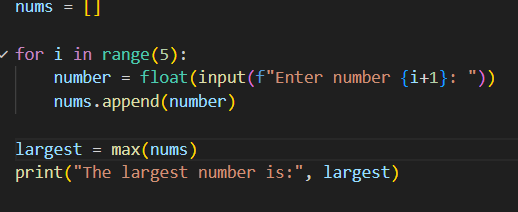 nums = []
for i in range(5):
    number = float(input(f"Enter number {i+1}: "))
    nums.append(number)
largest = max(nums)
print("The largest number is:", largest)